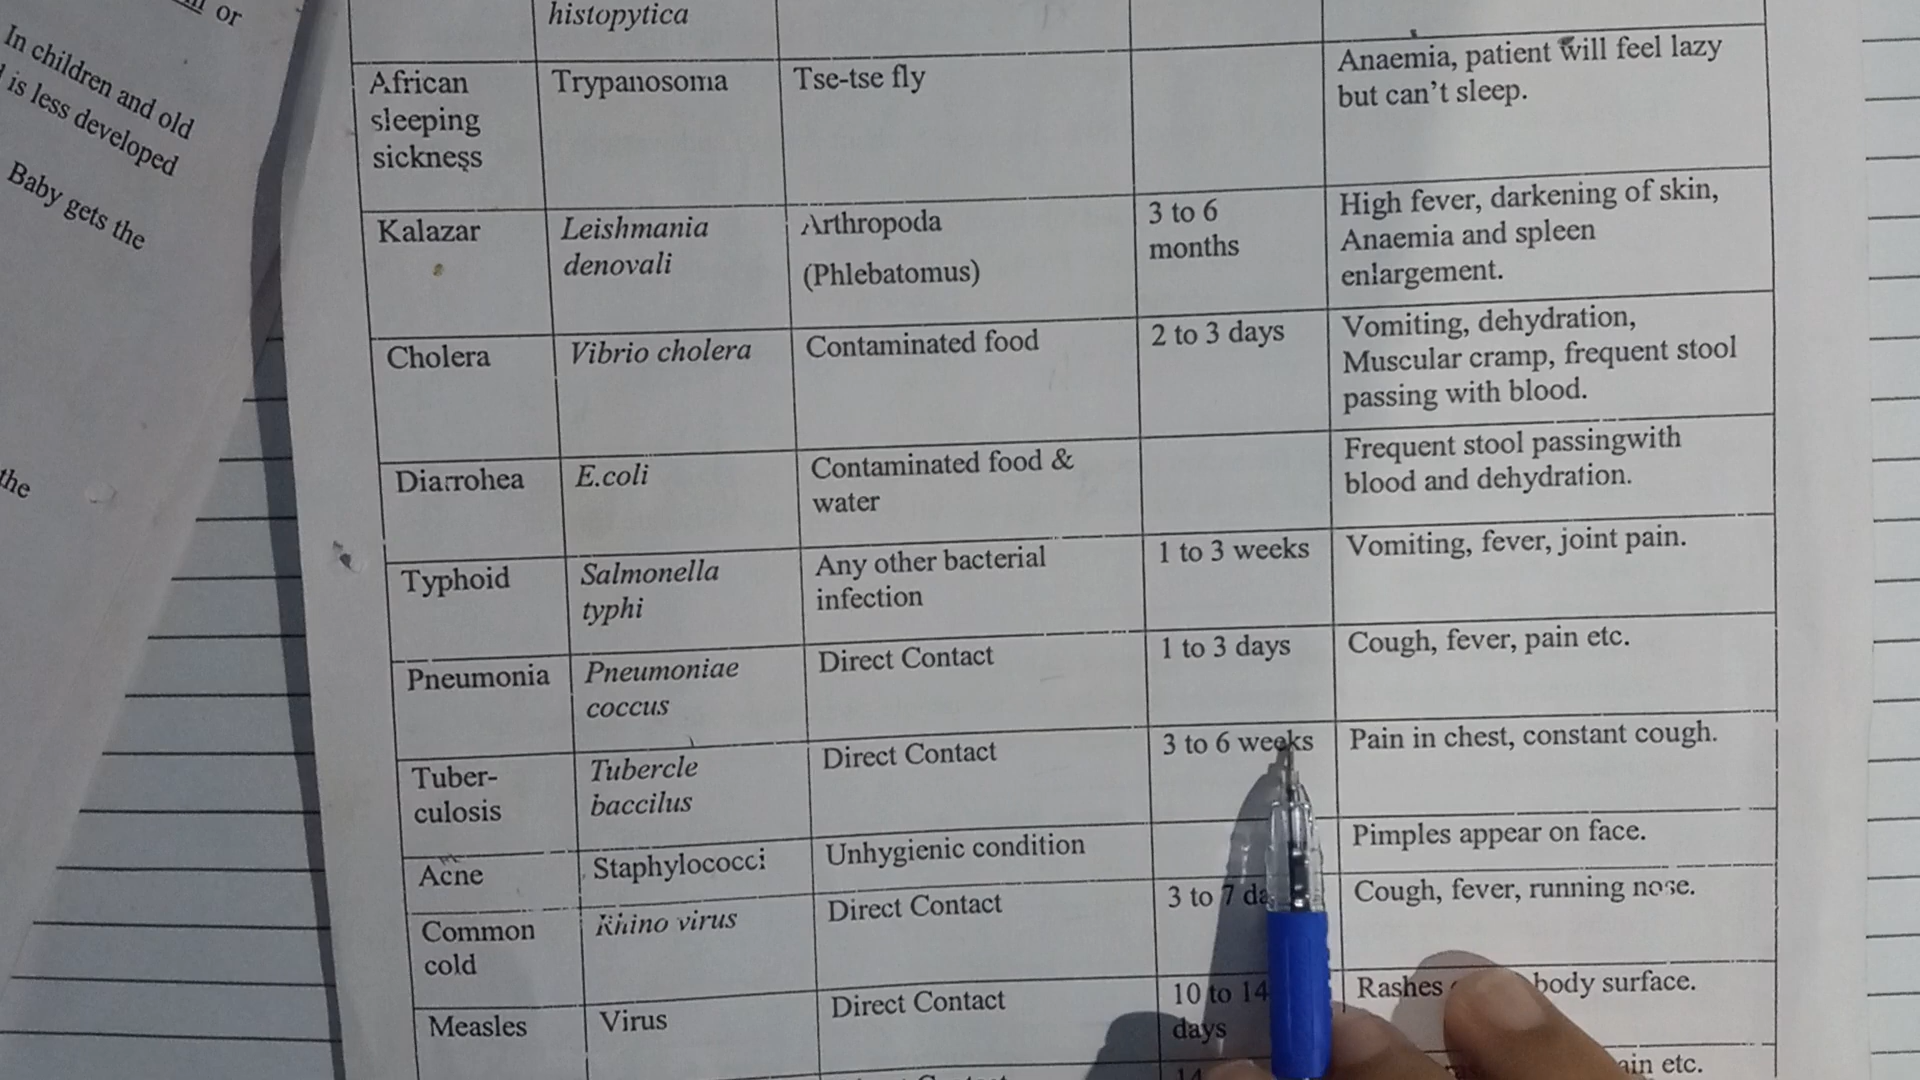 or
In children and old
is less developed
Baby gets the
the
histopytica
African sleeping sickness
Trypanosoma
Tse-tse fly
Anaemia, patient will feel lazy
but can't sleep.
Kalazar
Leishmania
denovali
Arthropoda
(Phlebatomus)
3 to 6
months
High fever, darkening of skin,
Anaemia and spleen
enlargement.
Cholera
Vibrio cholera
Contaminated food
2 to 3 days
Vomiting, dehydration,
Muscular cramp, frequent stool
passing with blood.
Diarrohea
E.coli
Contaminated food &
water
Frequent stool passingwith
blood and dehydration.
Typhoid
Salmonella
typhi
Any other bacterial
infection
1 to 3 weeks
Vomiting, fever, joint pain.
Pneumonia
Pneumoniae
coccus
Direct Contact
1 to 3 days
Cough, fever, pain etc.
Tuber-
culosis
Tubercle
baccilus
Direct Contact
3 to 6 weeks
Pain in chest, constant cough.
Acne
Staphylococci
Unhygienic condition
Pimples appear on face.
Common
cold
Rhino virus
Direct Contact
3 to 7
Cough, fever, running nose.
Measles
Virus
Direct Contact
10 to 14
days
Rashes body surface.
14
etc.